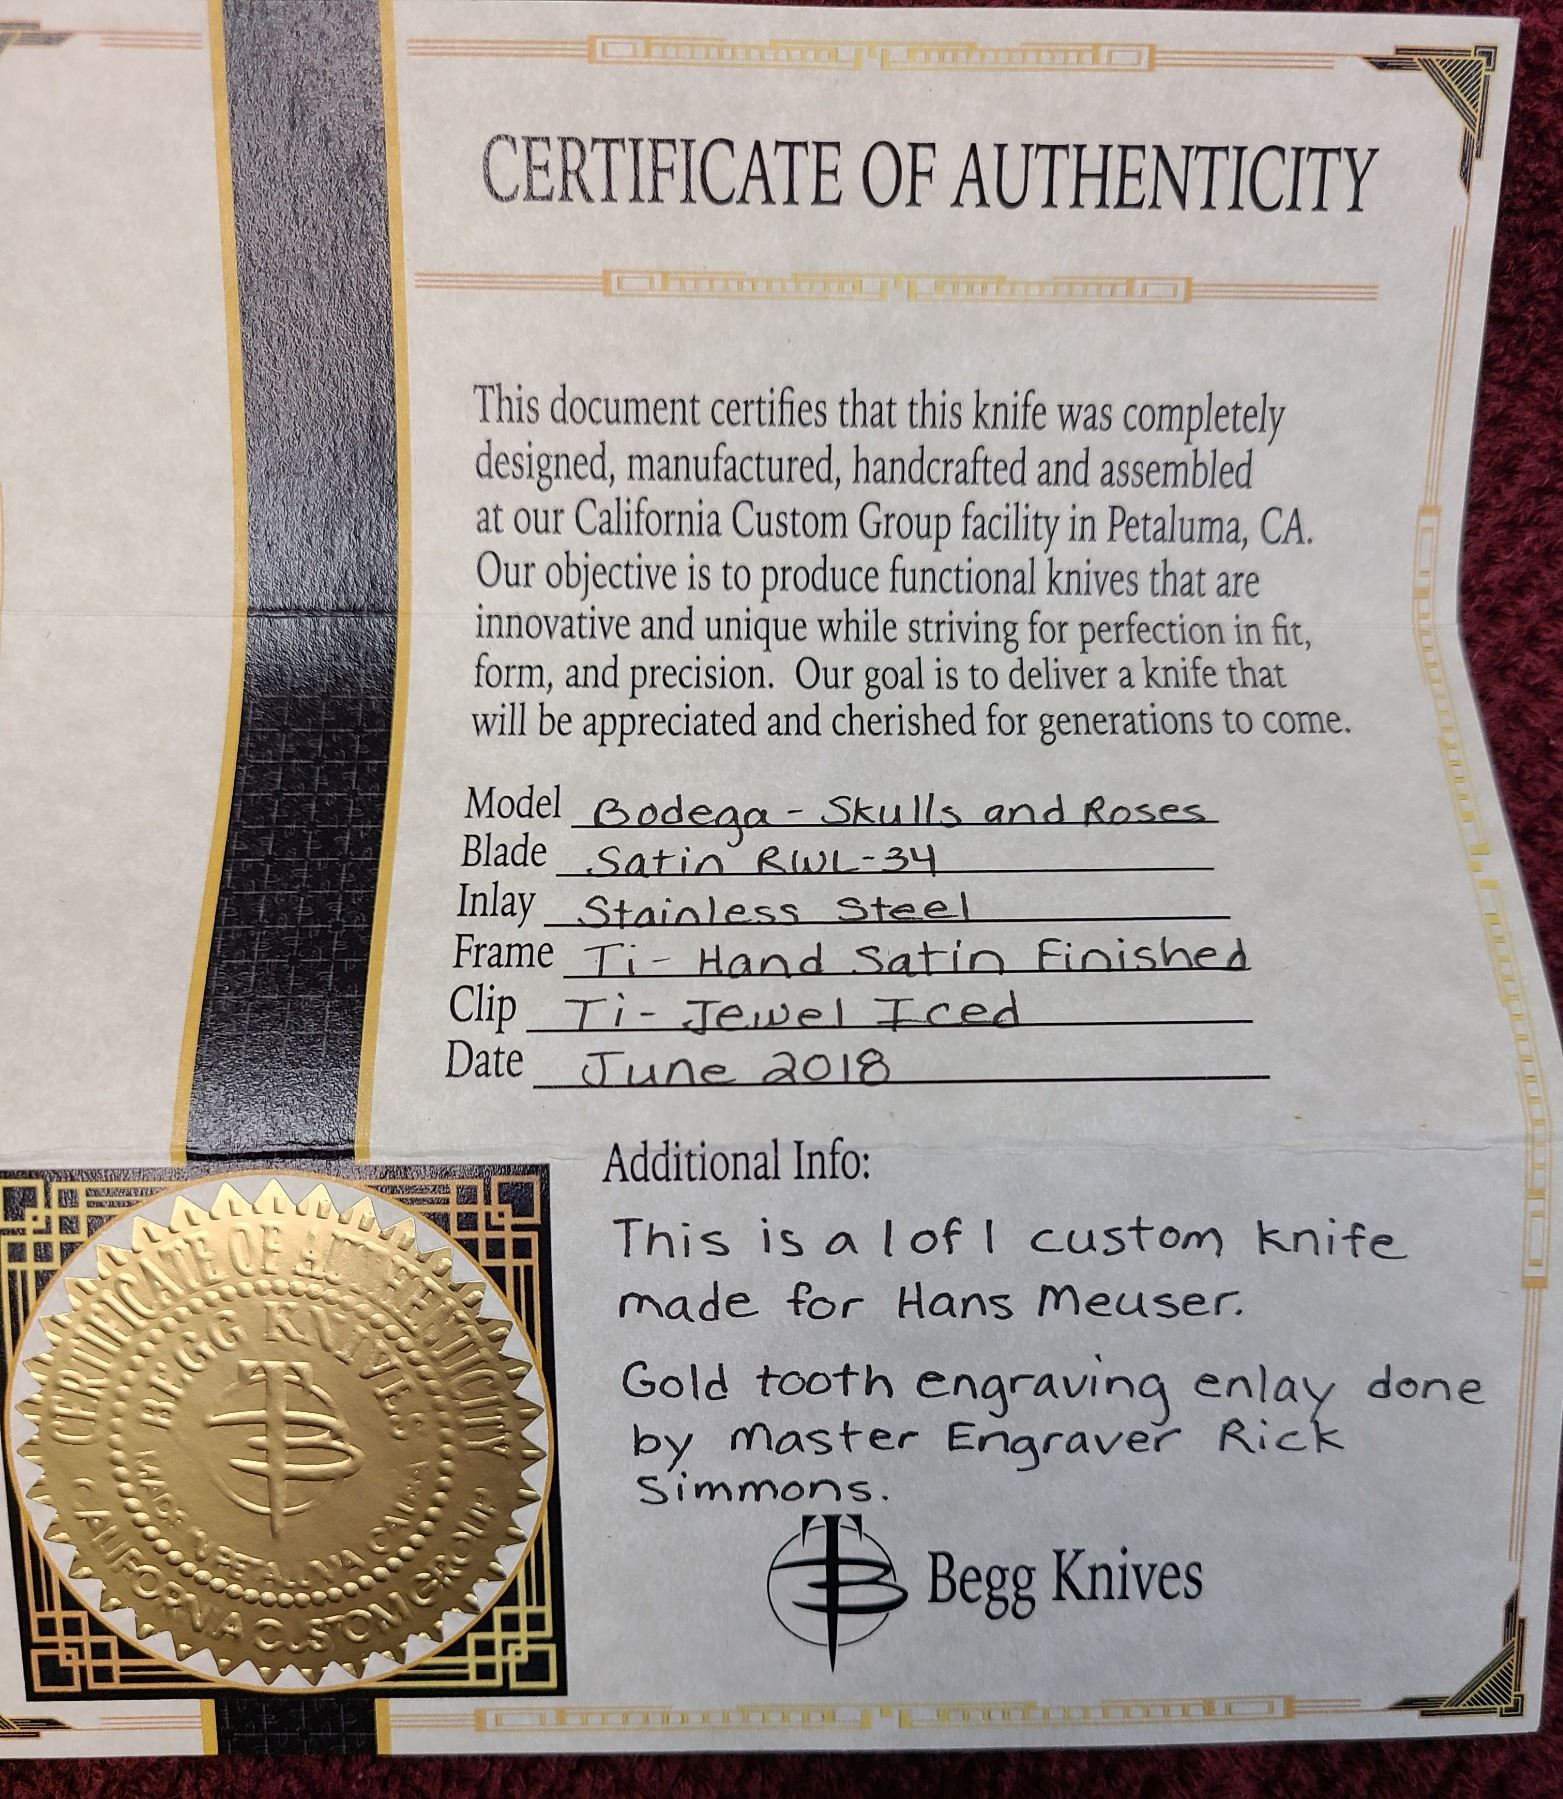 CERTIFICATE OF AUTHENTICITY
This document certifies that this knife was completely
designed, manufactured, handcrafted and assembled
at our California Custom Group facility in Petaluma, CA.
Our objective is to produce functional knives that are
innovative and unique while striving for perfection in fit,
form, and precision. Our goal is to deliver a knife that
will be appreciated and cherished for generations to come.
Model Bodega - Skulls and Roses
Blade Satin RWL-34
Inlay Stainless Steel
Frame Ti - Hand Satin Finished
Clip Ti - Jewel Iced
Date June 2018
Additional Info:
This is a 1 of 1 custom knife
made for Hans Meuser.
Gold tooth engraving enlay done
by Master Engraver Rick
Simmons.
Begg Knives
CERTIFICATE OF AUTHENTICITY
BEGG KNIVES
MADE IN PETALUMA CALIF
CALIFORNIA CUSTOM GROUP